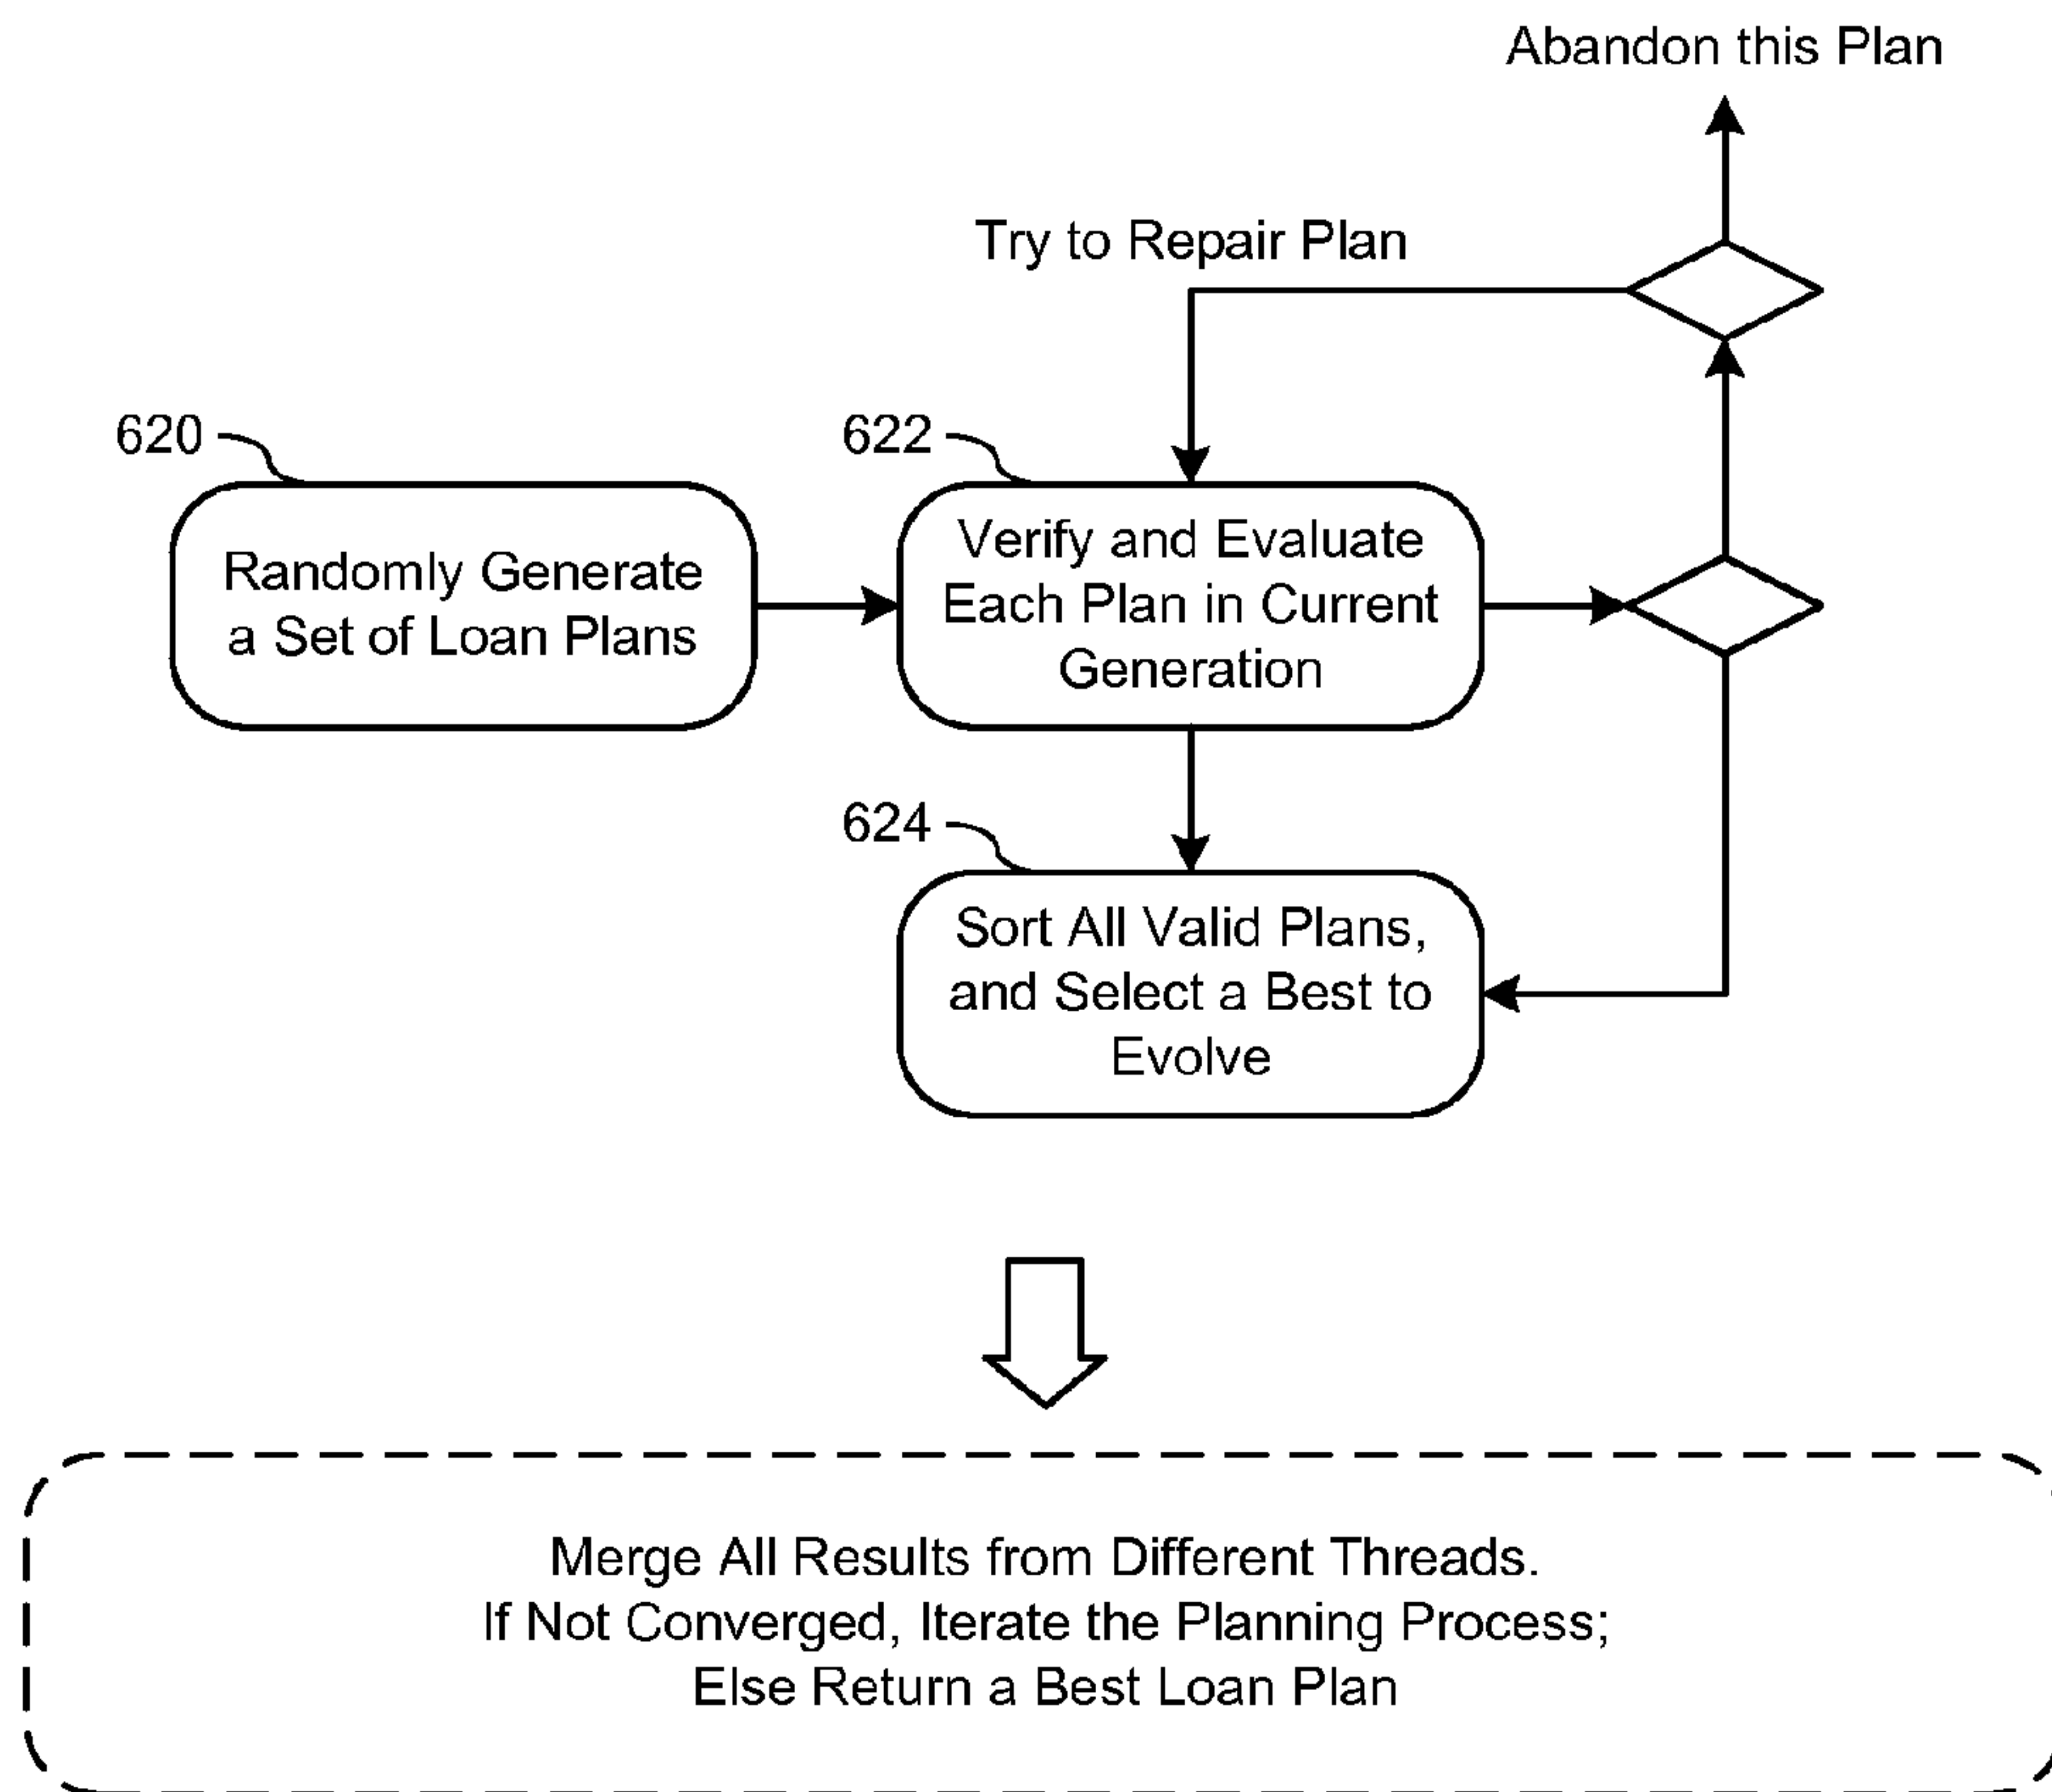 Abandon this Plan
Try to Repair Plan
620
622
Randomly Generate
a Set of Loan Plans
Verify and Evaluate
Each Plan in Current
Generation
624
Sort All Valid Plans,
and Select a Best to
Evolve
Merge All Results from Different Threads.
If Not Converged, Iterate the Planning Process;
Else Return a Best Loan Plan